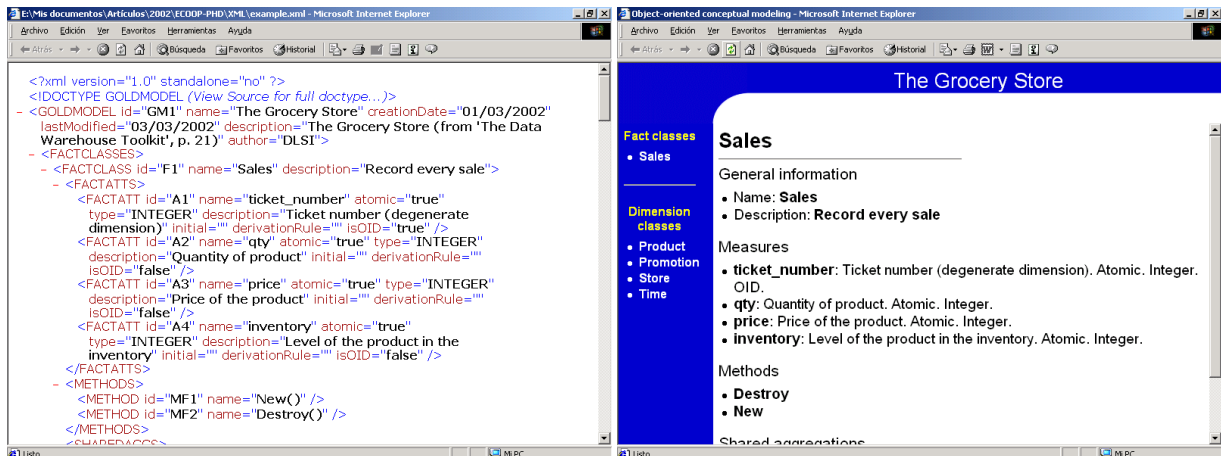 E:\Mis documentos\Artículos\2002\ECOOP-PHD\XML\example.xml - Microsoft Internet Explorer
Archivo Edición Ver Favoritos Herramientas Ayuda
Atrás Búsqueda Favoritos Historial
<?xml version="1.0" standalone="no" ?>
<!DOCTYPE GOLDMODEL (View Source for full doctype...)>
- <GOLDMODEL id="GM1" name="The Grocery Store" creationDate="01/03/2002"
lastModified="03/03/2002" description="The Grocery Store (from 'The Data
Warehouse Toolkit', p. 21)" author="DLSI">
- <FACTCLASSES>
- <FACTCLASS id="F1" name="Sales" description="Record every sale">
- <FACTATTS>
<FACTATT id="A1" name="ticket_number" atomic="true"
type="INTEGER" description="Ticket number (degenerate
dimension)" initial="" derivationRule="" isOID="true" />
<FACTATT id="A2" name="qty" atomic="true" type="INTEGER"
description="Quantity of product" initial="" derivationRule=""
isOID="false" />
<FACTATT id="A3" name="price" atomic="true" type="INTEGER"
description="Price of the product" initial="" derivationRule=""
isOID="false" />
<FACTATT id="A4" name="inventory" atomic="true"
type="INTEGER" description="Level of the product in the
inventory" initial="" derivationRule="" isOID="false" />
</FACTATTS>
- <METHODS>
<METHOD id="MF1" name="New()" />
<METHOD id="MF2" name="Destroy()" />
</METHODS>
<SHAREDAGGS>
Listo Mi PC
Object-oriented conceptual modeling - Microsoft Internet Explorer
Archivo Edición Ver Favoritos Herramientas Ayuda
Atrás Búsqueda Favoritos Historial
The Grocery Store
Fact classes
• Sales
Dimension
classes
• Product
• Promotion
• Store
• Time
Sales
General information
• Name: Sales
• Description: Record every sale
Measures
• ticket_number: Ticket number (degenerate dimension). Atomic. Integer.
OID.
• qty: Quantity of product. Atomic. Integer.
• price: Price of the product. Atomic. Integer.
• inventory: Level of the product in the inventory. Atomic. Integer.
Methods
• Destroy
• New
Shared aggregations
Listo Mi PC